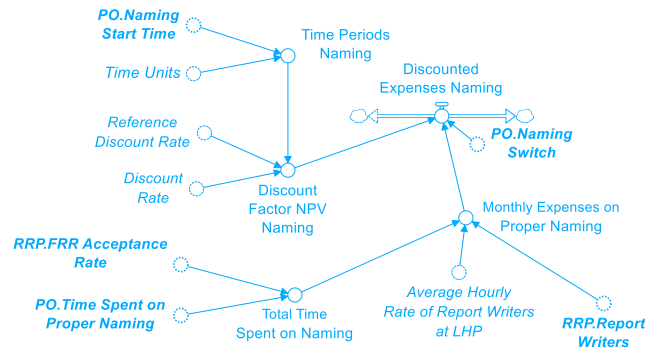 PO.Naming
Start Time
Time Periods
Naming
Time Units
Discounted
Expenses Naming
Reference
Discount Rate
PO.Naming
Switch
Discount
Rate
Discount
Factor NPV
Naming
Monthly Expenses on
Proper Naming
RRP.FRR Acceptance
Rate
PO.Time Spent on
Proper Naming
Total Time
Spent on Naming
Average Hourly
Rate of Report Writers
at LHP
RRP.Report
Writers